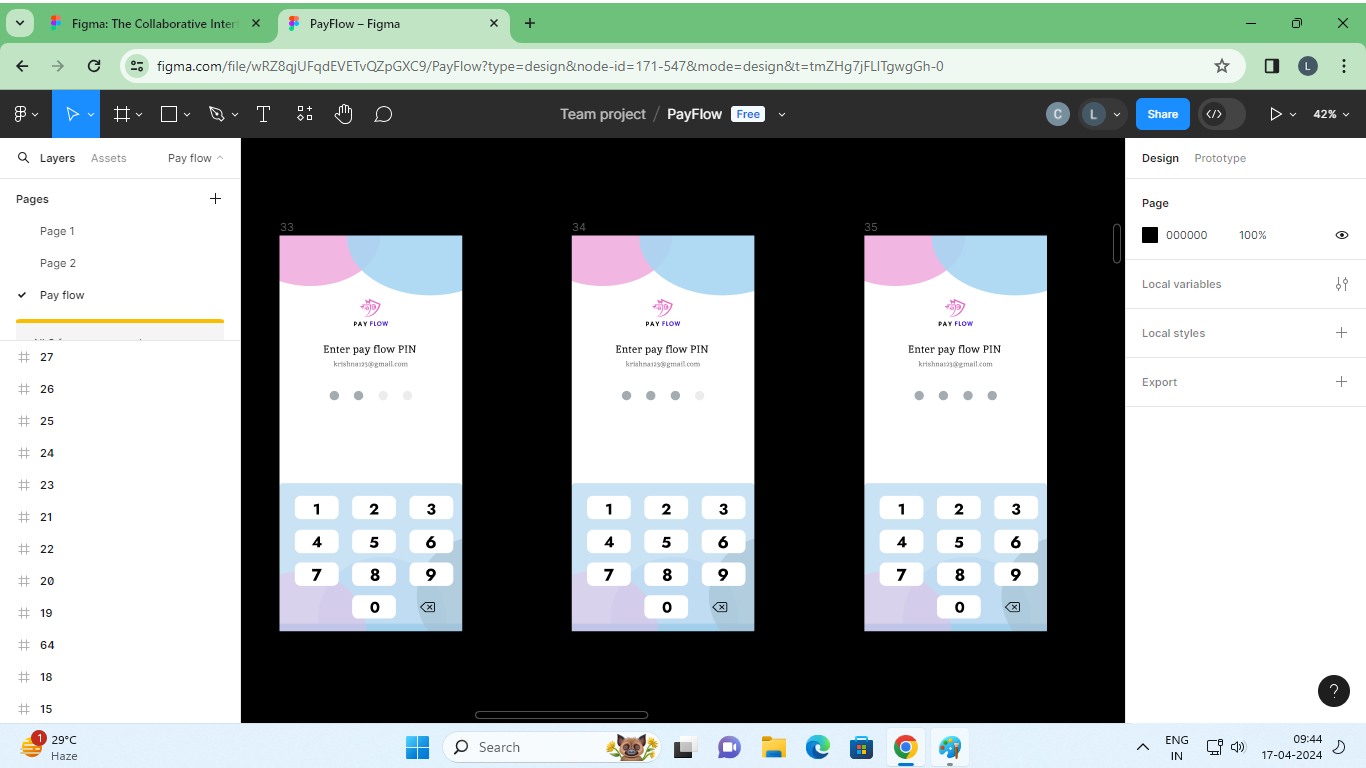 Figma: The Collaborative Inter
PayFlow – Figma
figma.com/file/wRZ8qjUFqdEVETvQZpGXC9/PayFlow?type=design&node-id=171-547&mode=design&t=tmZHg7jFLITgwgGh-0
L
Team project / PayFlow Free
C L Share 42%
Layers Assets Pay flow
Design Prototype
Pages
Page 1
Page 2
Pay flow
27
26
25
24
23
21
22
20
19
64
18
15
33
PAY FLOW
Enter pay flow PIN
krishna123@gmail.com
1 2 3
4 5 6
7 8 9
0
34
PAY FLOW
Enter pay flow PIN
krishna123@gmail.com
1 2 3
4 5 6
7 8 9
0
35
PAY FLOW
Enter pay flow PIN
krishna123@gmail.com
1 2 3
4 5 6
7 8 9
0
Page
000000 100%
Local variables
Local styles
Export
?
1
29°C
Haze
Search
ENG
IN
09:44
17-04-2024